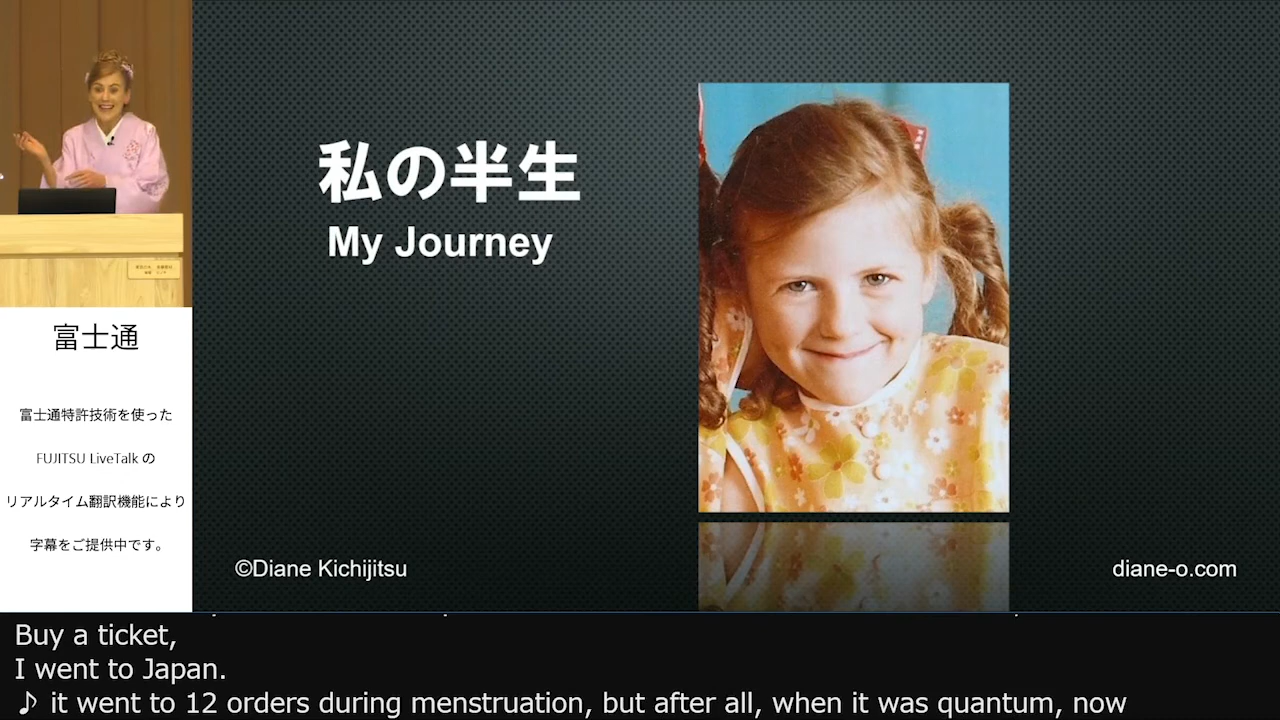 私の半生
My Journey
富士通
富士通特許技術を使った
FUJITSU LiveTalk の
リアルタイム翻訳機能により
字幕をご提供中です。
©Diane Kichijitsu
diane-o.com
Buy a ticket,
I went to Japan.
♪ it went to 12 orders during menstruation, but after all, when it was quantum, now